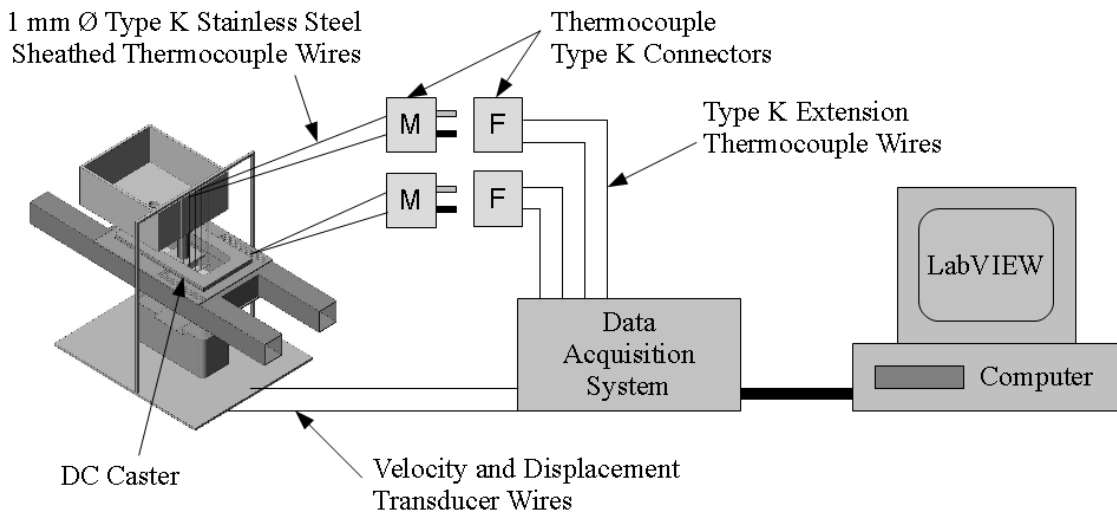 1 mm Ø Type K Stainless Steel
Sheathed Thermocouple Wires
Thermocouple
Type K Connectors
M
F
Type K Extension
Thermocouple Wires
M
F
LabVIEW
Data
Acquisition
System
Computer
DC Caster
Velocity and Displacement
Transducer Wires